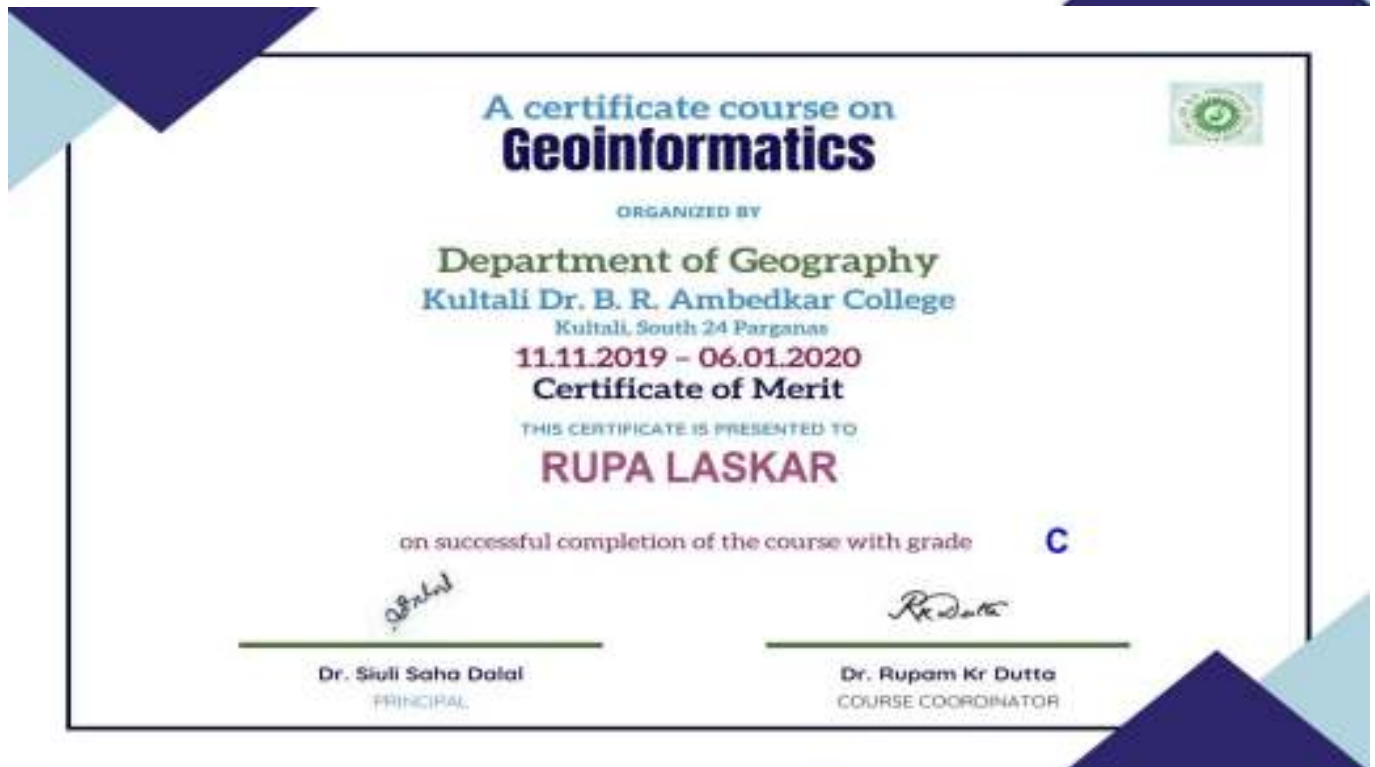 A certificate course on
Geoinformatics
ORGANIZED BY
Department of Geography
Kultali Dr. B. R. Ambedkar College
Kultali, South 24 Parganas
11.11.2019 – 06.01.2020
Certificate of Merit
THIS CERTIFICATE IS PRESENTED TO
RUPA LASKAR
on successful completion of the course with grade C
RKDutta
Dr. Siuli Saha Dalal
PRINCIPAL
Dr. Rupam Kr Dutta
COURSE COORDINATOR